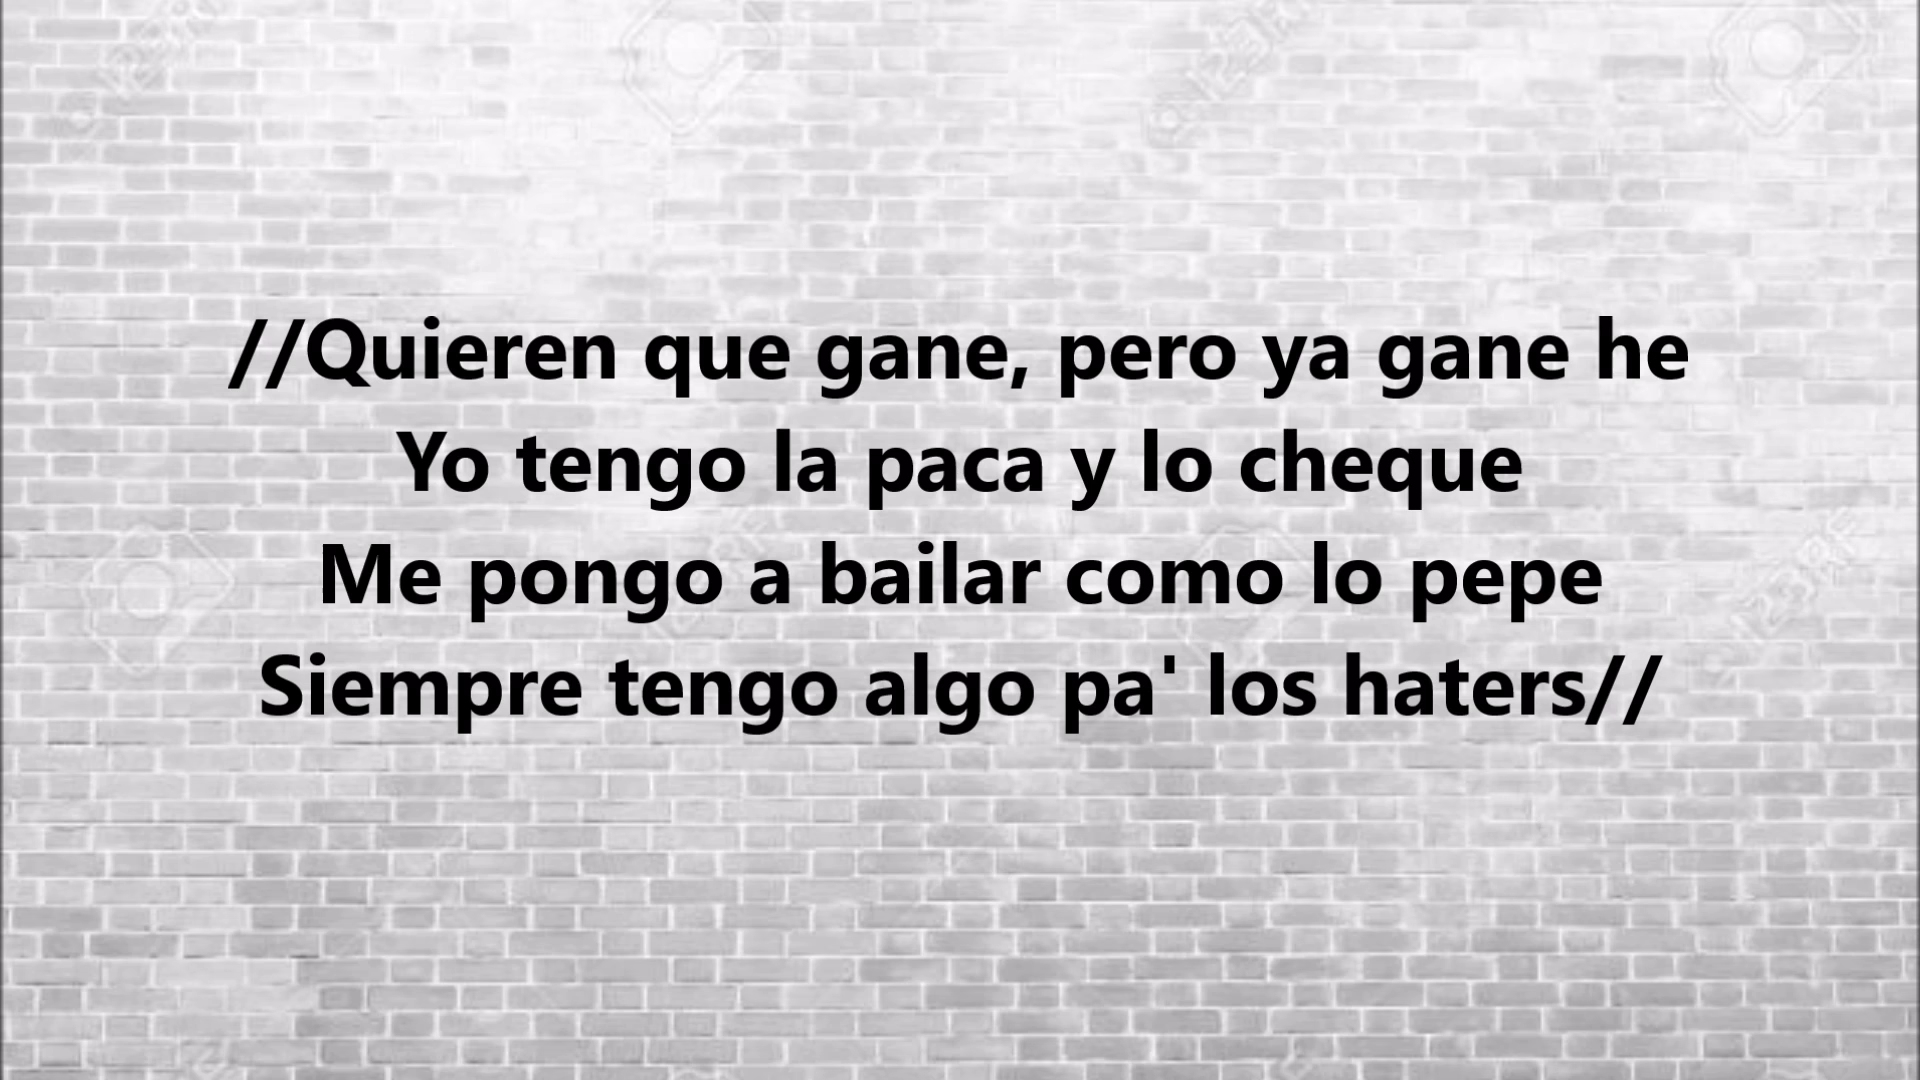 //Quieren que gane, pero ya gane he
Yo tengo la paca y lo cheque
Me pongo a bailar como lo pepe
Siempre tengo algo pa' los haters//